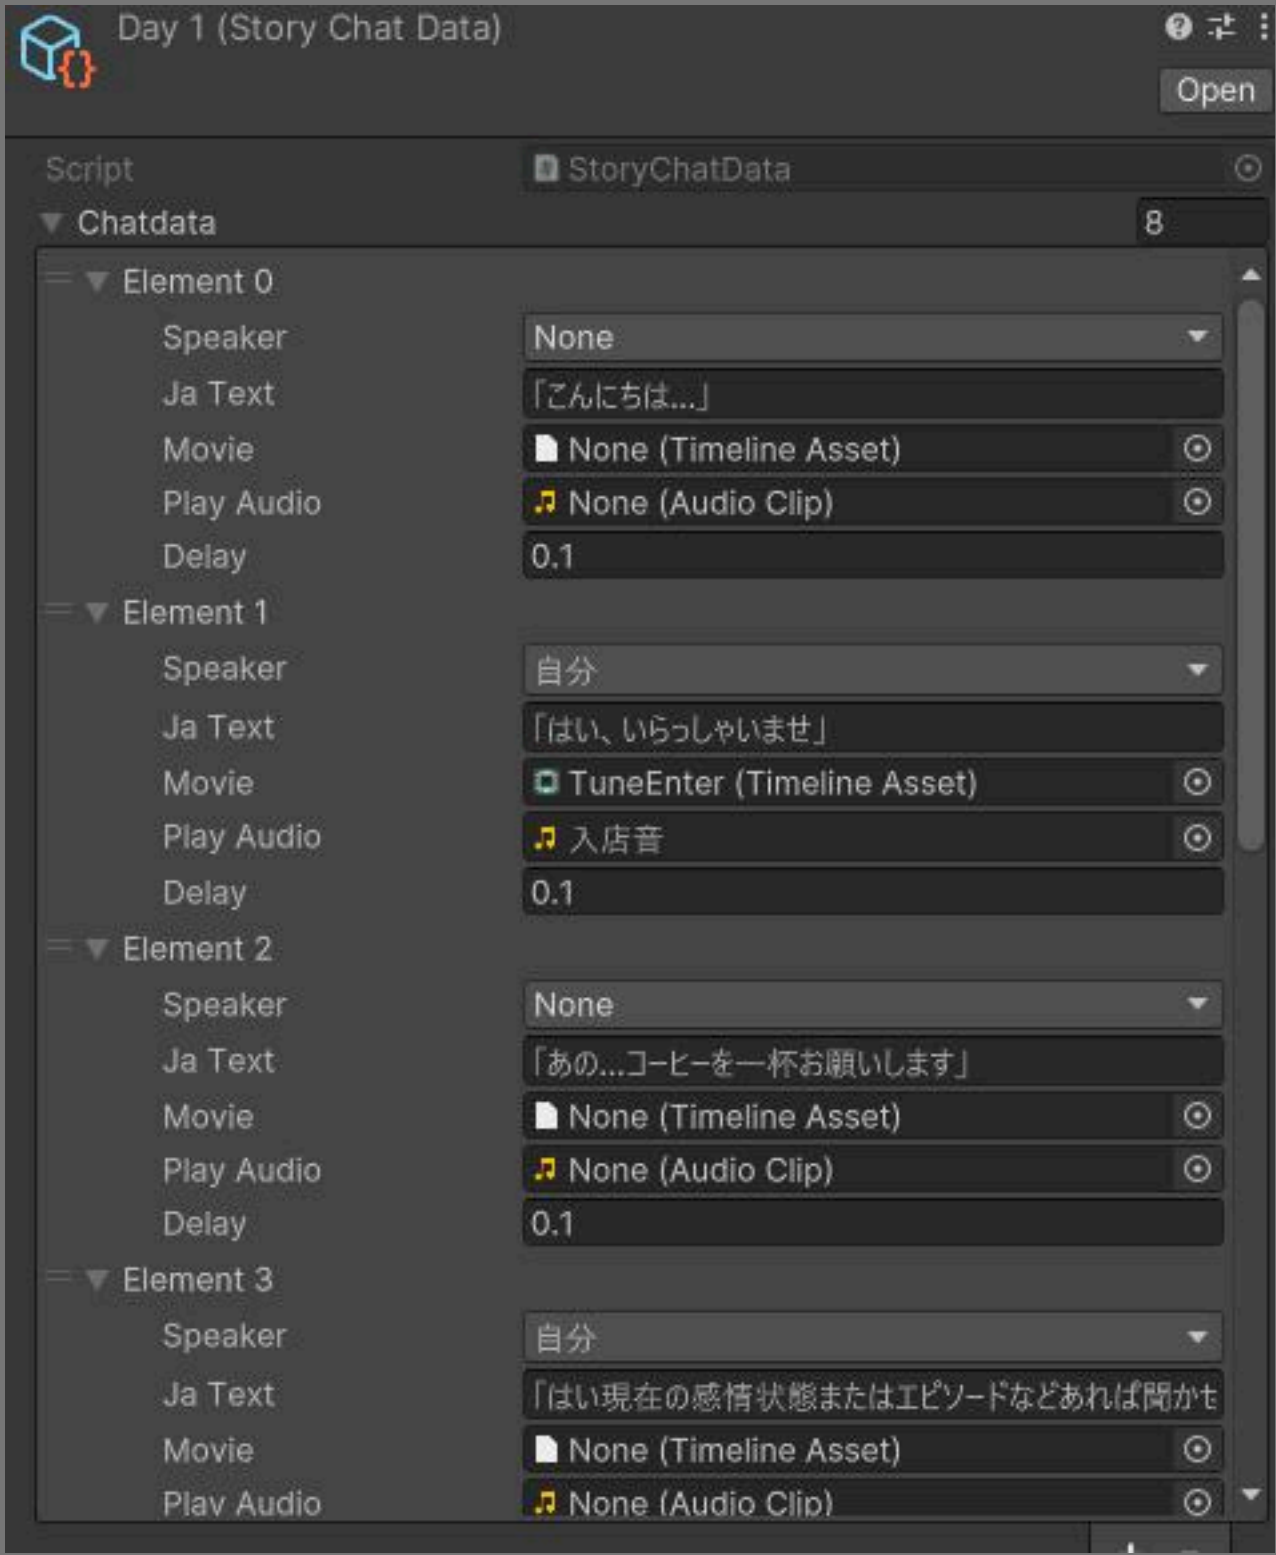 Day 1 (Story Chat Data)
Open
Script StoryChatData
Chatdata 8
Element 0
Speaker None
Ja Text 「こんにちは...」
Movie None (Timeline Asset)
Play Audio None (Audio Clip)
Delay 0.1
Element 1
Speaker 自分
Ja Text 「はい、いらっしゃいませ」
Movie TuneEnter (Timeline Asset)
Play Audio 入店音
Delay 0.1
Element 2
Speaker None
Ja Text 「あの...コーヒーを一杯お願いします」
Movie None (Timeline Asset)
Play Audio None (Audio Clip)
Delay 0.1
Element 3
Speaker 自分
Ja Text 「はい現在の感情状態またはエピソードなどあれば聞かせ
Movie None (Timeline Asset)
Play Audio None (Audio Clip)